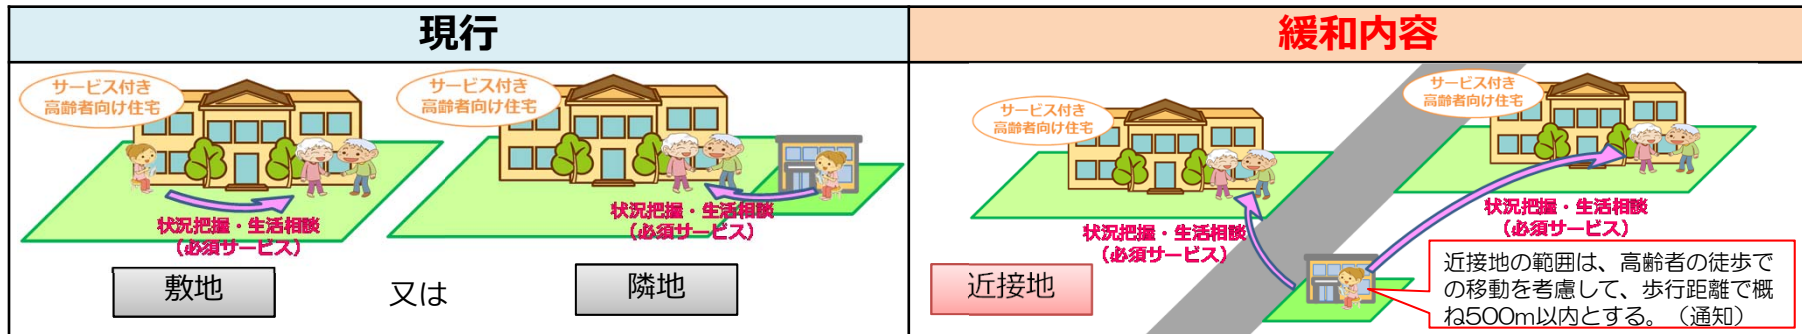 現行
サービス付き
高齢者向け住宅
状況把握・生活相談
（必須サービス）
敷地
又は
サービス付き
高齢者向け住宅
状況把握・生活相談
（必須サービス）
隣地
緩和内容
サービス付き
高齢者向け住宅
状況把握・生活相談
（必須サービス）
近接地
サービス付き
高齢者向け住宅
状況把握・生活相談
（必須サービス）
近接地の範囲は、高齢者の徒歩で
の移動を考慮して、歩行距離で概
ね500m以内とする。（通知）